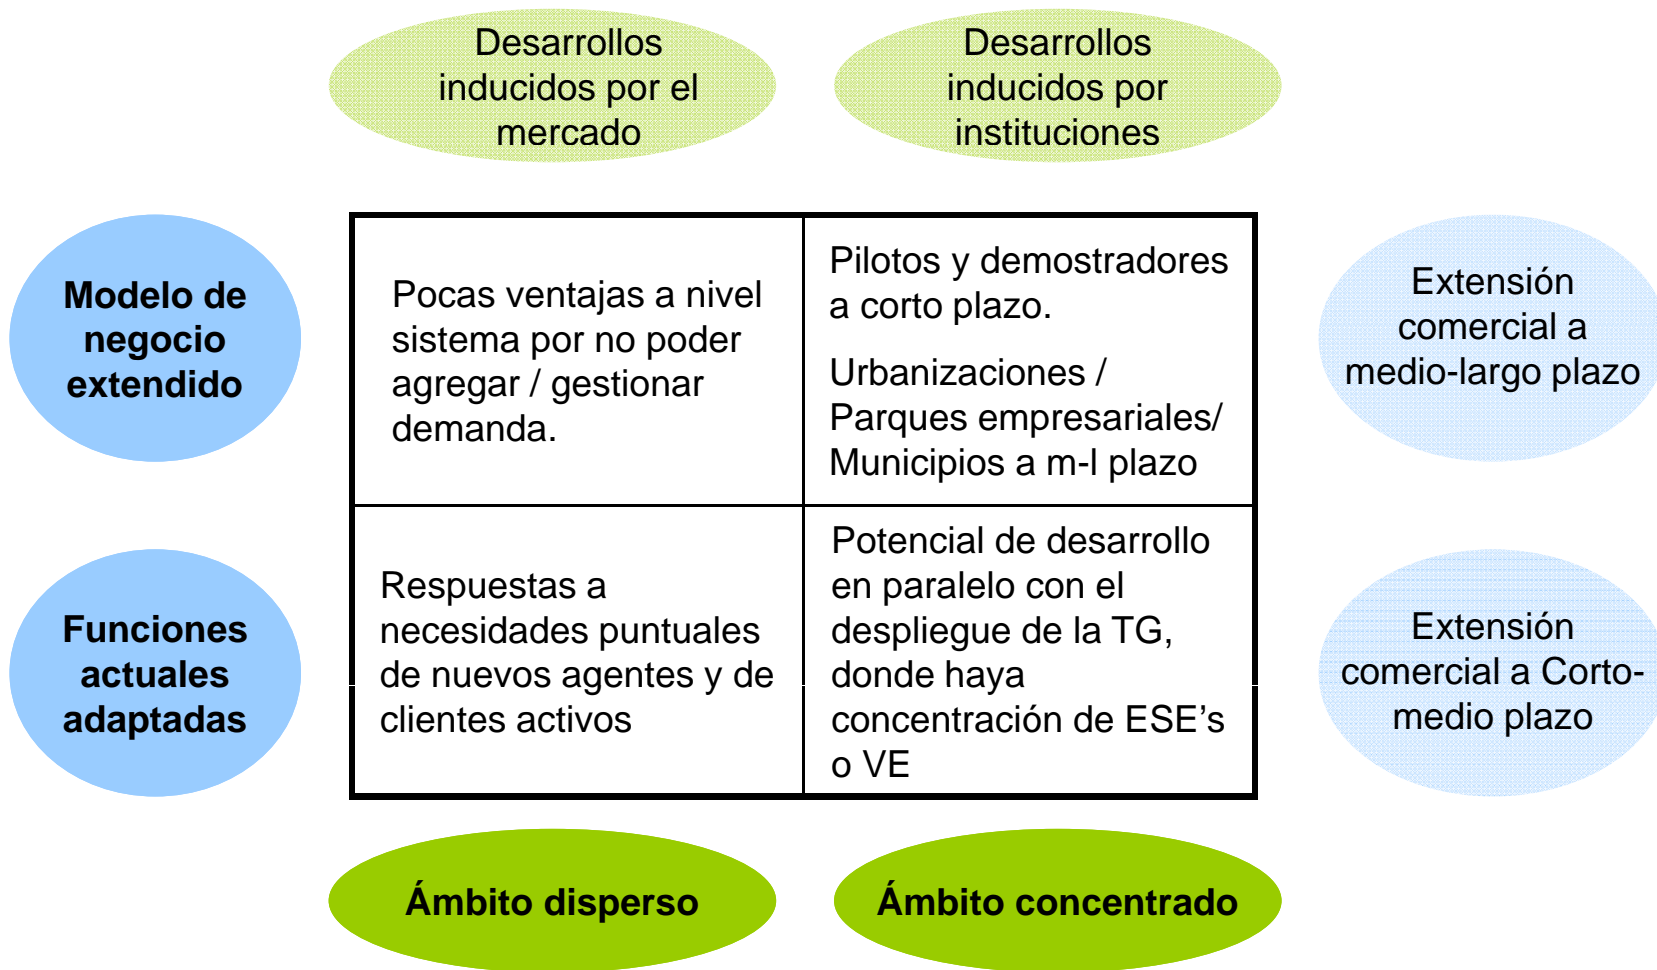 Desarrollos
inducidos por el
mercado
Desarrollos
inducidos por
instituciones
Modelo de
negocio
extendido
Pocas ventajas a nivel
sistema por no poder
agregar / gestionar
demanda.
Pilotos y demostradores
a corto plazo.
Urbanizaciones /
Parques empresariales/
Municipios a m-l plazo
Extensión
comercial a
medio-largo plazo
Funciones
actuales
adaptadas
Respuestas a
necesidades puntuales
de nuevos agentes y de
clientes activos
Potencial de desarrollo
en paralelo con el
despliegue de la TG,
donde haya
concentración de ESE’s
o VE
Extensión
comercial a Corto-
medio plazo
Ámbito disperso
Ámbito concentrado